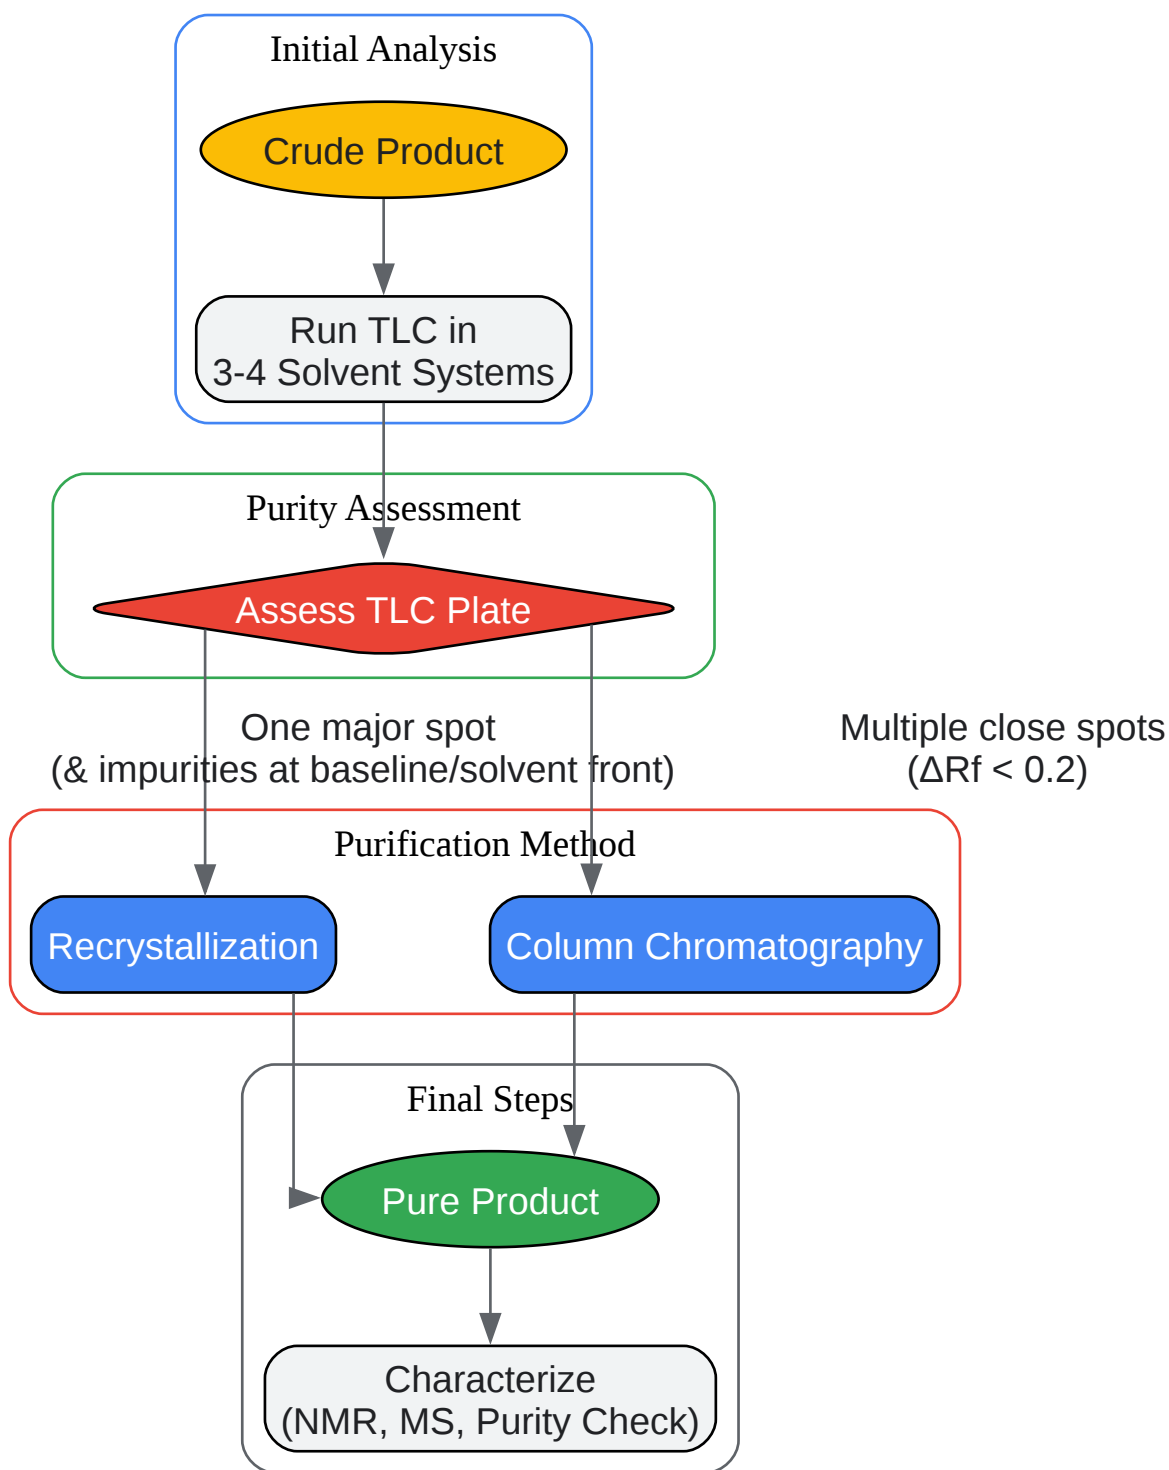 Initial Analysis
Crude Product
Run TLC in
3-4 Solvent Systems
Purity Assessment
Assess TLC Plate
One major spot
(& impurities at baseline/solvent front)
Multiple close spots
(ΔRf < 0.2)
Purification Method
Recrystallization
Column Chromatography
Final Steps
Pure Product
Characterize
(NMR, MS, Purity Check)